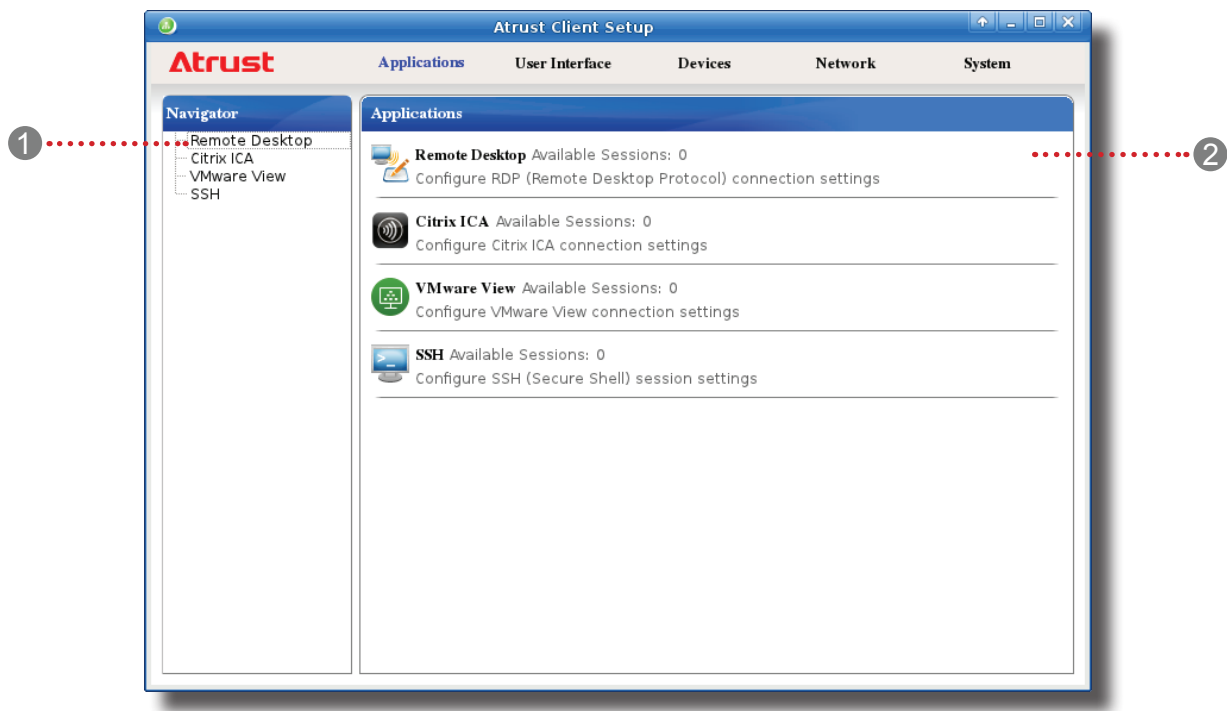 Atrust Client Setup
Atrust
Applications User Interface Devices Network System
Navigator
Remote Desktop
Citrix ICA
VMware View
SSH
Applications
Remote Desktop Available Sessions: 0
Configure RDP (Remote Desktop Protocol) connection settings
Citrix ICA Available Sessions: 0
Configure Citrix ICA connection settings
VMware View Available Sessions: 0
Configure VMware View connection settings
SSH Available Sessions: 0
Configure SSH (Secure Shell) session settings
1
2